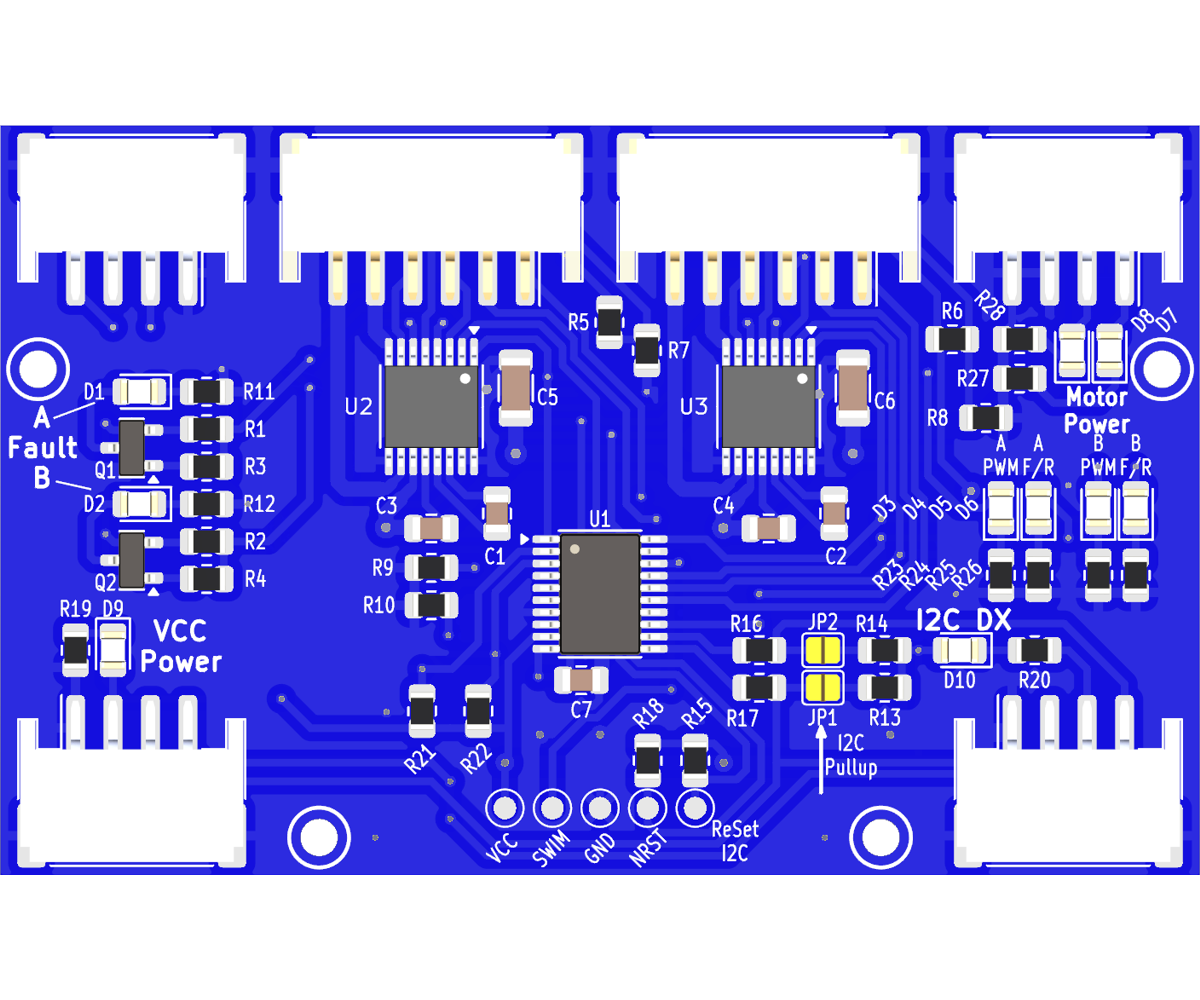 R5
R7
R6
R28
D8
D7
R27
R8
Motor
Power
D1
A
Fault
B
R11
R1
R3
Q1
D2
R12
R2
R4
Q2
U2
C5
U3
C6
A
PWM
A
F/R
B
PWM
B
F/R
D3
D4
D5
D6
R23
R24
R25
R26
C3
C1
R9
R10
U1
C4
C2
R19
D9
VCC
Power
R16
JP2
R14
I2C DX
D10
R20
R17
JP1
R13
I2C
Pullup
C7
R18
R15
R21
R22
VCC
SWIM
GND
NRST
ReSet
I2C